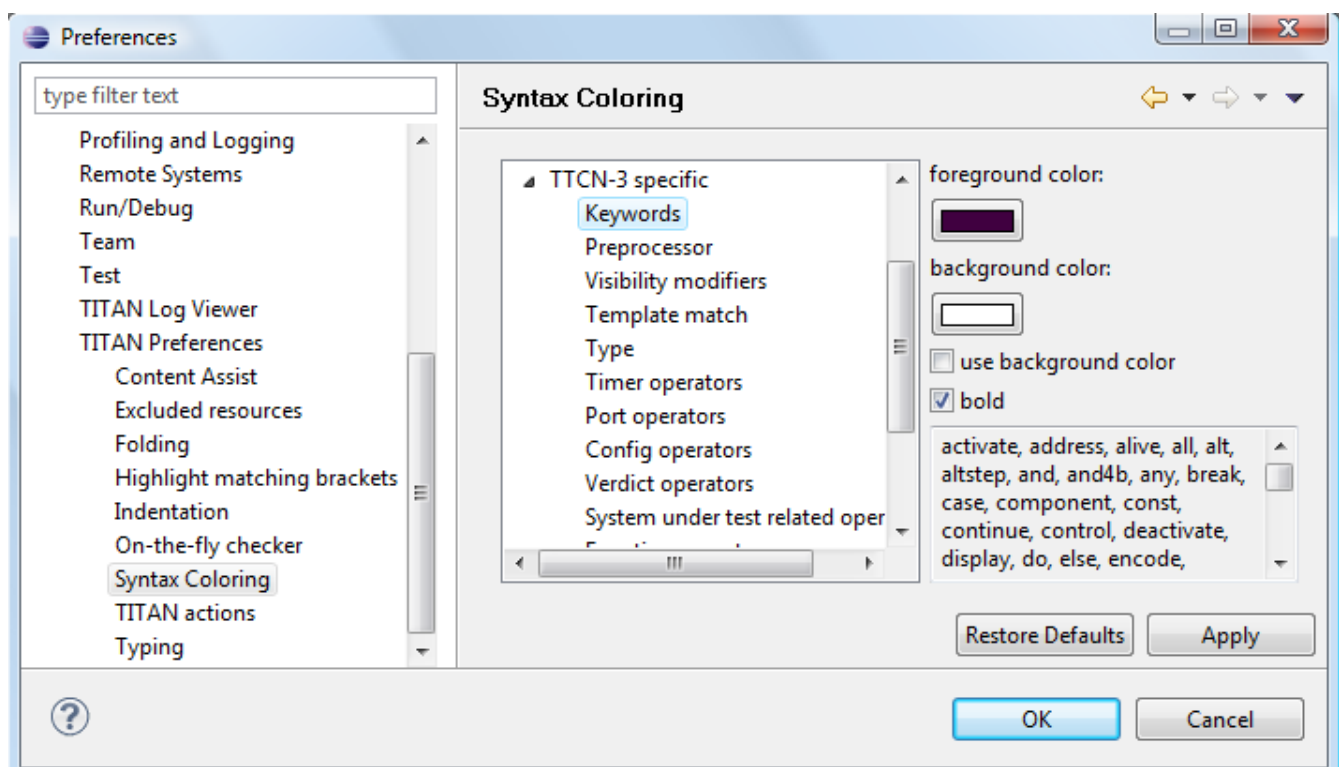 Preferences
type filter text
Profiling and Logging
Remote Systems
Run/Debug
Team
Test
TITAN Log Viewer
TITAN Preferences
Content Assist
Excluded resources
Folding
Highlight matching brackets
Indentation
On-the-fly checker
Syntax Coloring
TITAN actions
Typing
Syntax Coloring
TTCN-3 specific
Keywords
Preprocessor
Visibility modifiers
Template match
Type
Timer operators
Port operators
Config operators
Verdict operators
System under test related oper
foreground color:
background color:
use background color
bold
activate, address, alive, all, alt,
altstep, and, and4b, any, break,
case, component, const,
continue, control, deactivate,
display, do, else, encode,
Restore Defaults
Apply
?
OK
Cancel